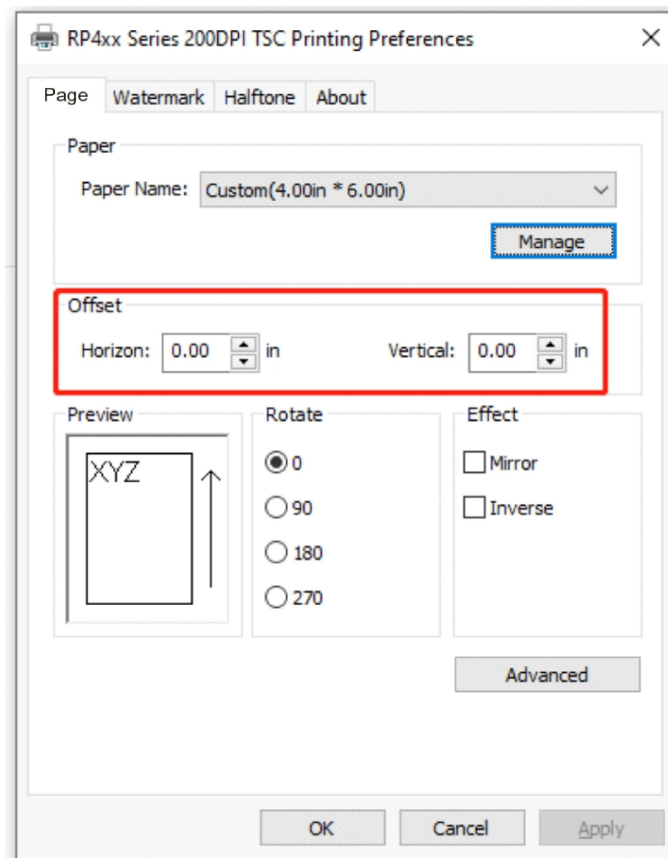 RP4xx Series 200DPI TSC Printing Preferences
Page Watermark Halftone About
Paper
Paper Name: Custom(4.00in * 6.00in)
Manage
Offset
Horizon: 0.00 in Vertical: 0.00 in
Preview Rotate Effect
XYZ 0 Mirror
90 Inverse
180
270
Advanced
OK Cancel Apply